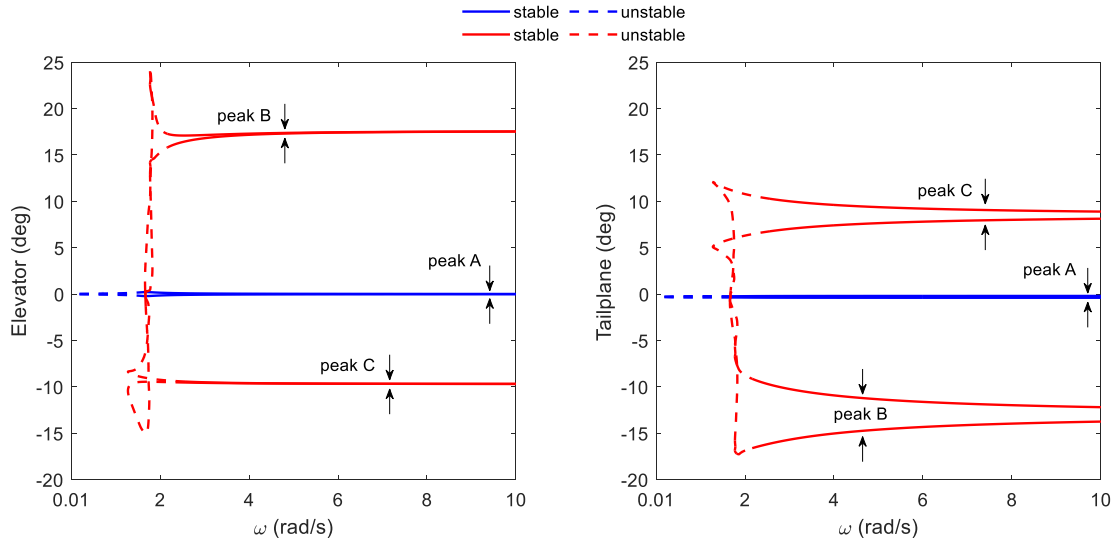 stable unstable
stable unstable
25
20
15
10
5
0
-5
-10
-15
-20
Elevator (deg)
peak B
peak A
peak C
0.01 2 4 6 8 10
ω (rad/s)
25
20
15
10
5
0
-5
-10
-15
-20
Tailplane (deg)
peak C
peak A
peak B
0.01 2 4 6 8 10
ω (rad/s)